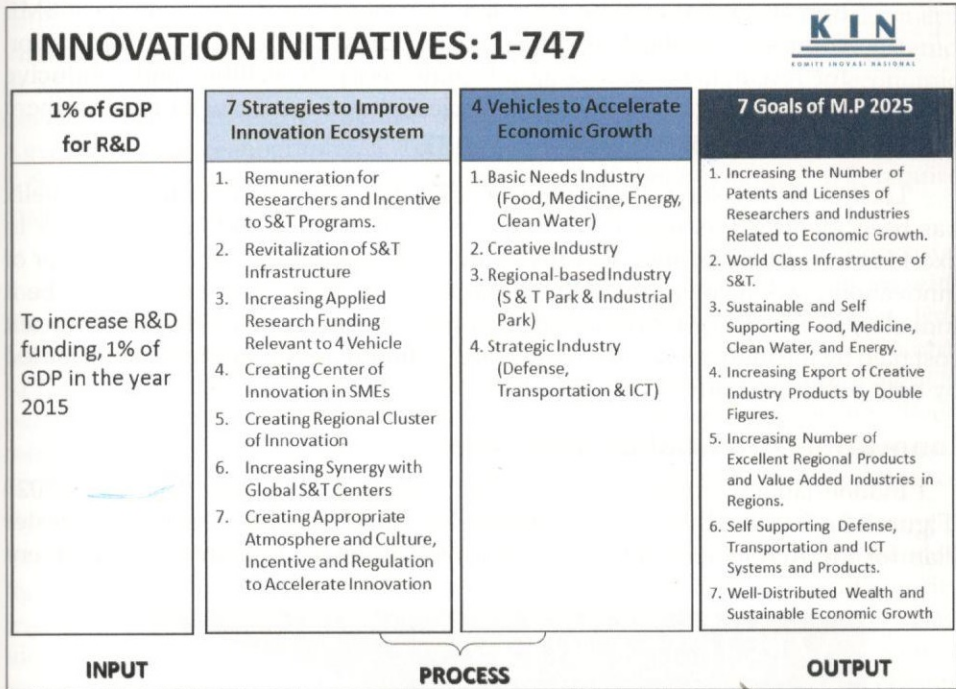 INNOVATION INITIATIVES: 1-747
K I N
KOMITE INOVASI NASIONAL
1% of GDP
for R&D
To increase R&D
funding, 1% of
GDP in the year
2015
7 Strategies to Improve
Innovation Ecosystem
1. Remuneration for
Researchers and Incentive
to S&T Programs.
2. Revitalization of S&T
Infrastructure
3. Increasing Applied
Research Funding
Relevant to 4 Vehicle
4. Creating Center of
Innovation in SMEs
5. Creating Regional Cluster
of Innovation
6. Increasing Synergy with
Global S&T Centers
7. Creating Appropriate
Atmosphere and Culture,
Incentive and Regulation
to Accelerate Innovation
4 Vehicles to Accelerate
Economic Growth
1. Basic Needs Industry
(Food, Medicine, Energy,
Clean Water)
2. Creative Industry
3. Regional-based Industry
(S & T Park & Industrial
Park)
4. Strategic Industry
(Defense,
Transportation & ICT)
7 Goals of M.P 2025
1. Increasing the Number of
Patents and Licenses of
Researchers and Industries
Related to Economic Growth.
2. World Class Infrastructure of
S&T.
3. Sustainable and Self
Supporting Food, Medicine,
Clean Water, and Energy.
4. Increasing Export of Creative
Industry Products by Double
Figures.
5. Increasing Number of
Excellent Regional Products
and Value Added Industries in
Regions.
6. Self Supporting Defense,
Transportation and ICT
Systems and Products.
7. Well-Distributed Wealth and
Sustainable Economic Growth
INPUT
PROCESS
OUTPUT